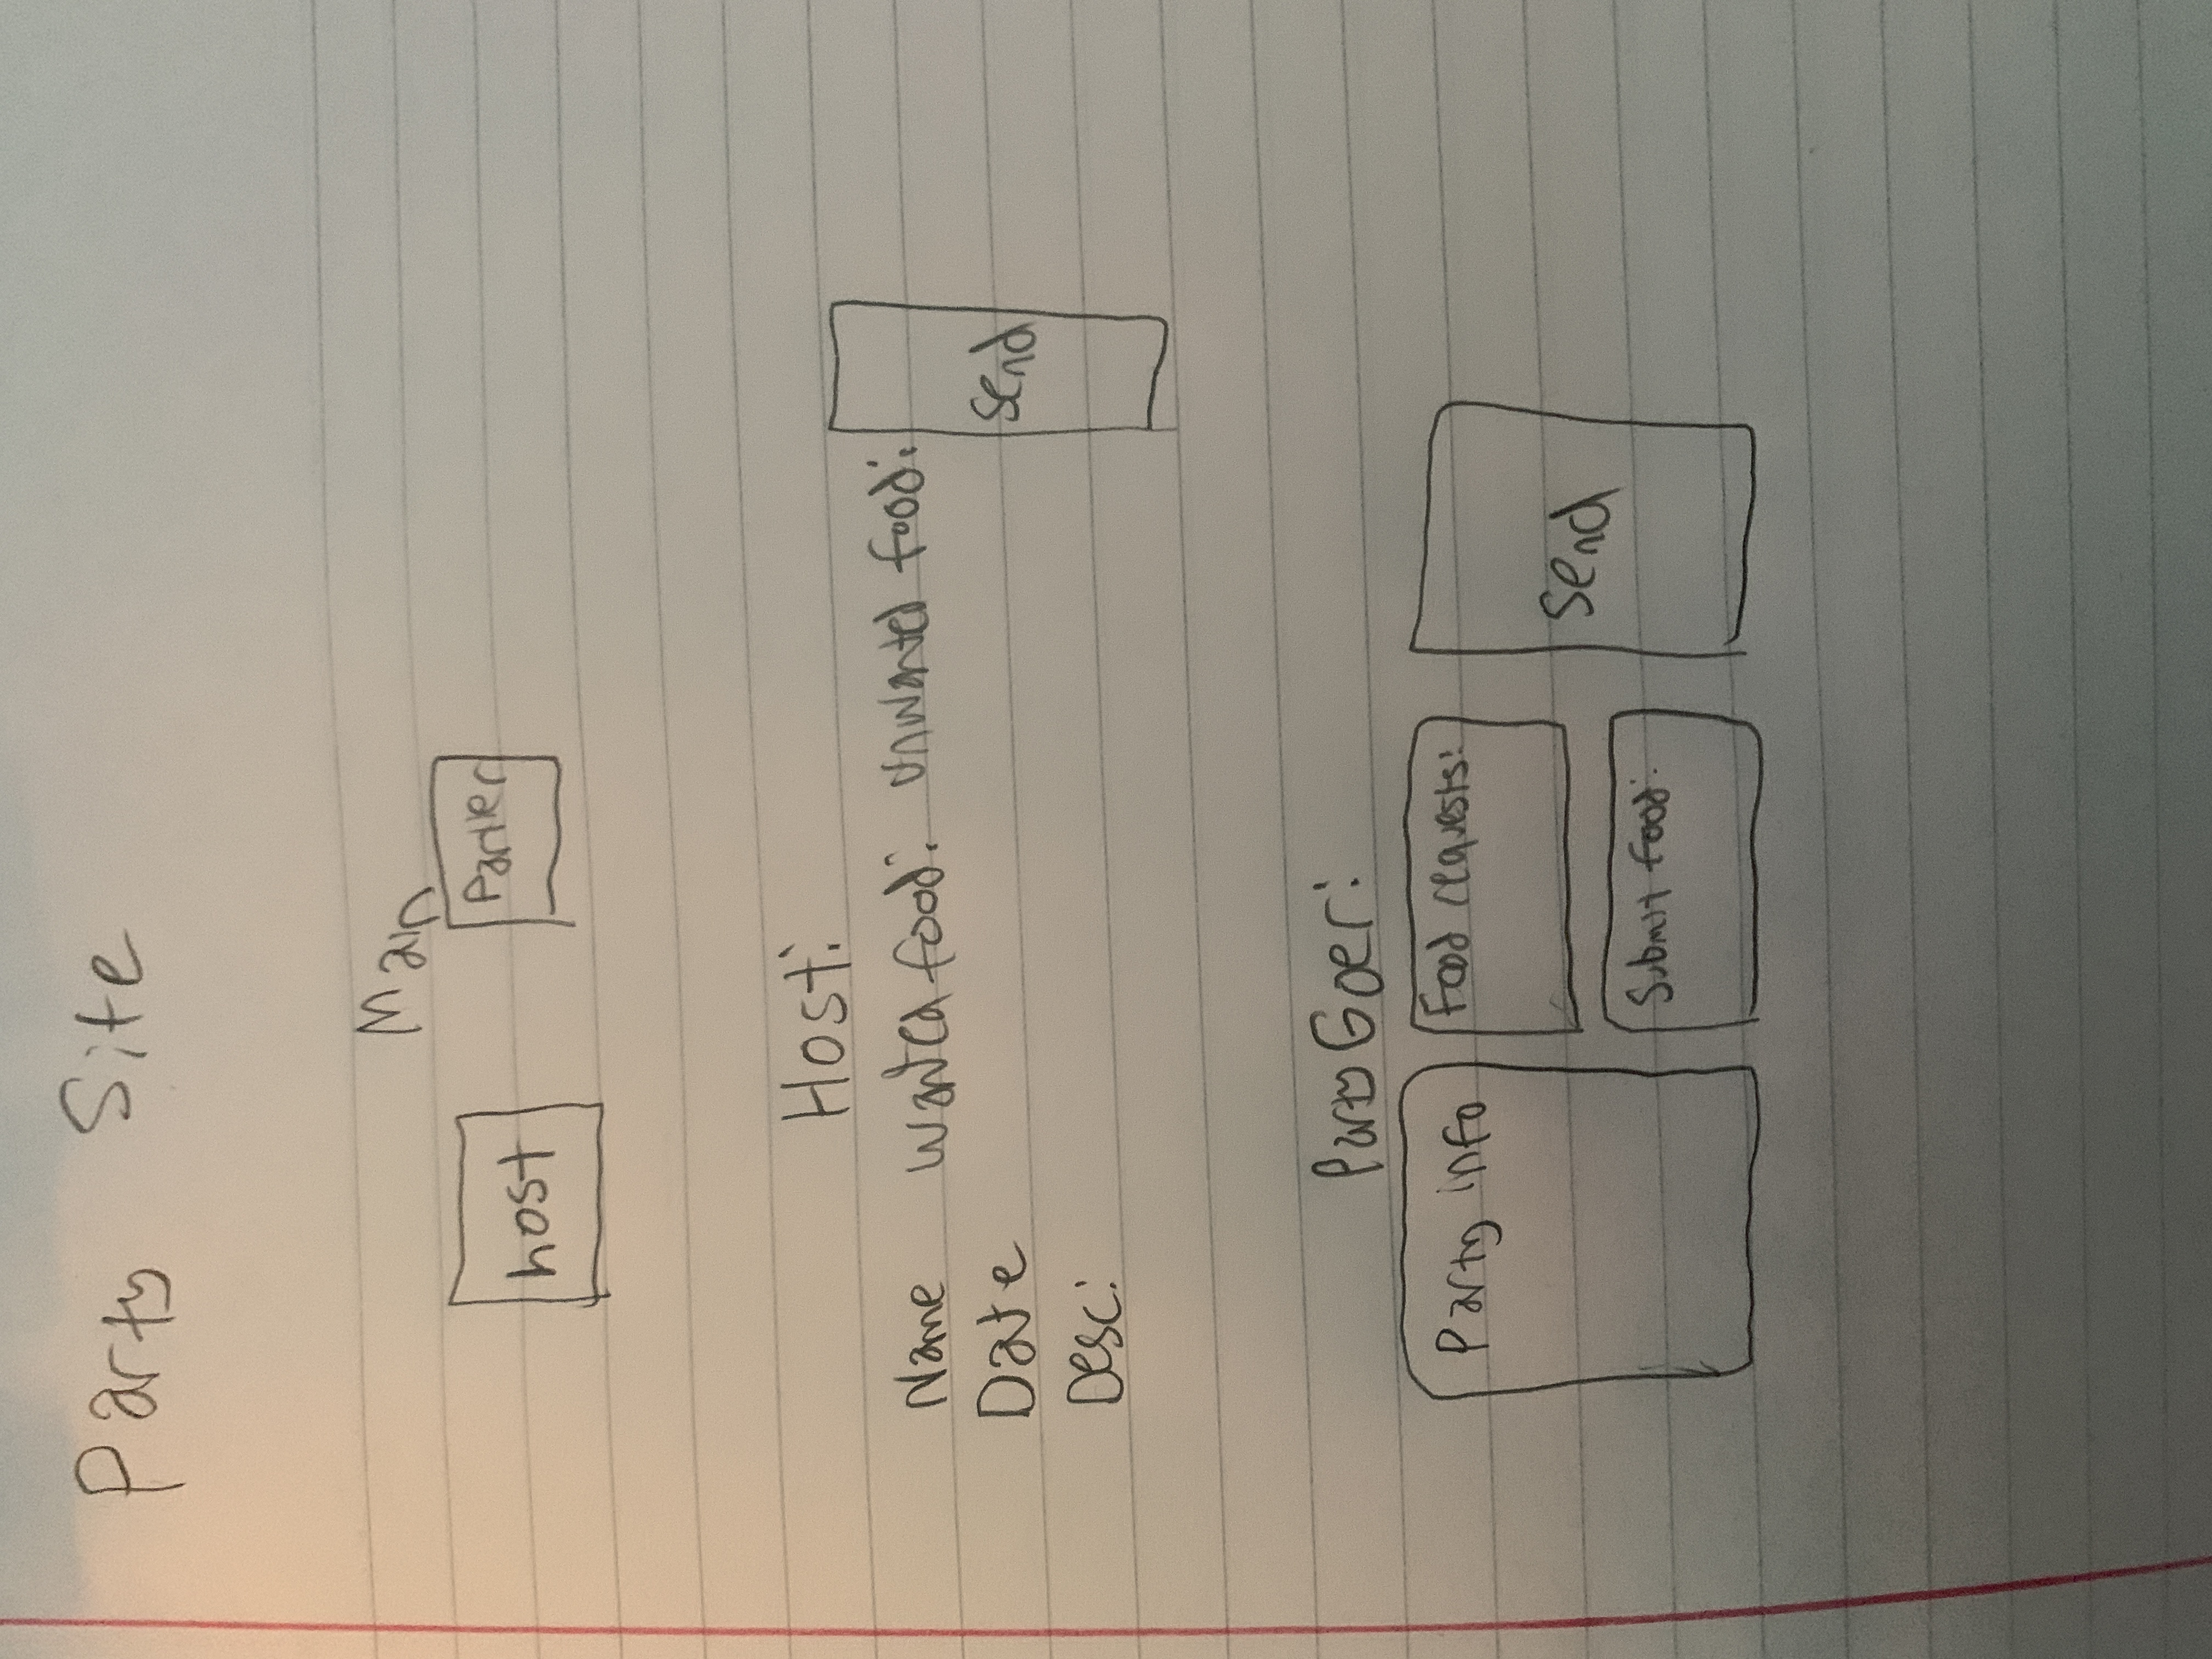 Party Site
Main
host
Partier
Host:
Name wanted food: unwanted food:
Date
Desc:
Send
Party Goer:
Party info
Food requests:
Submit food:
Send